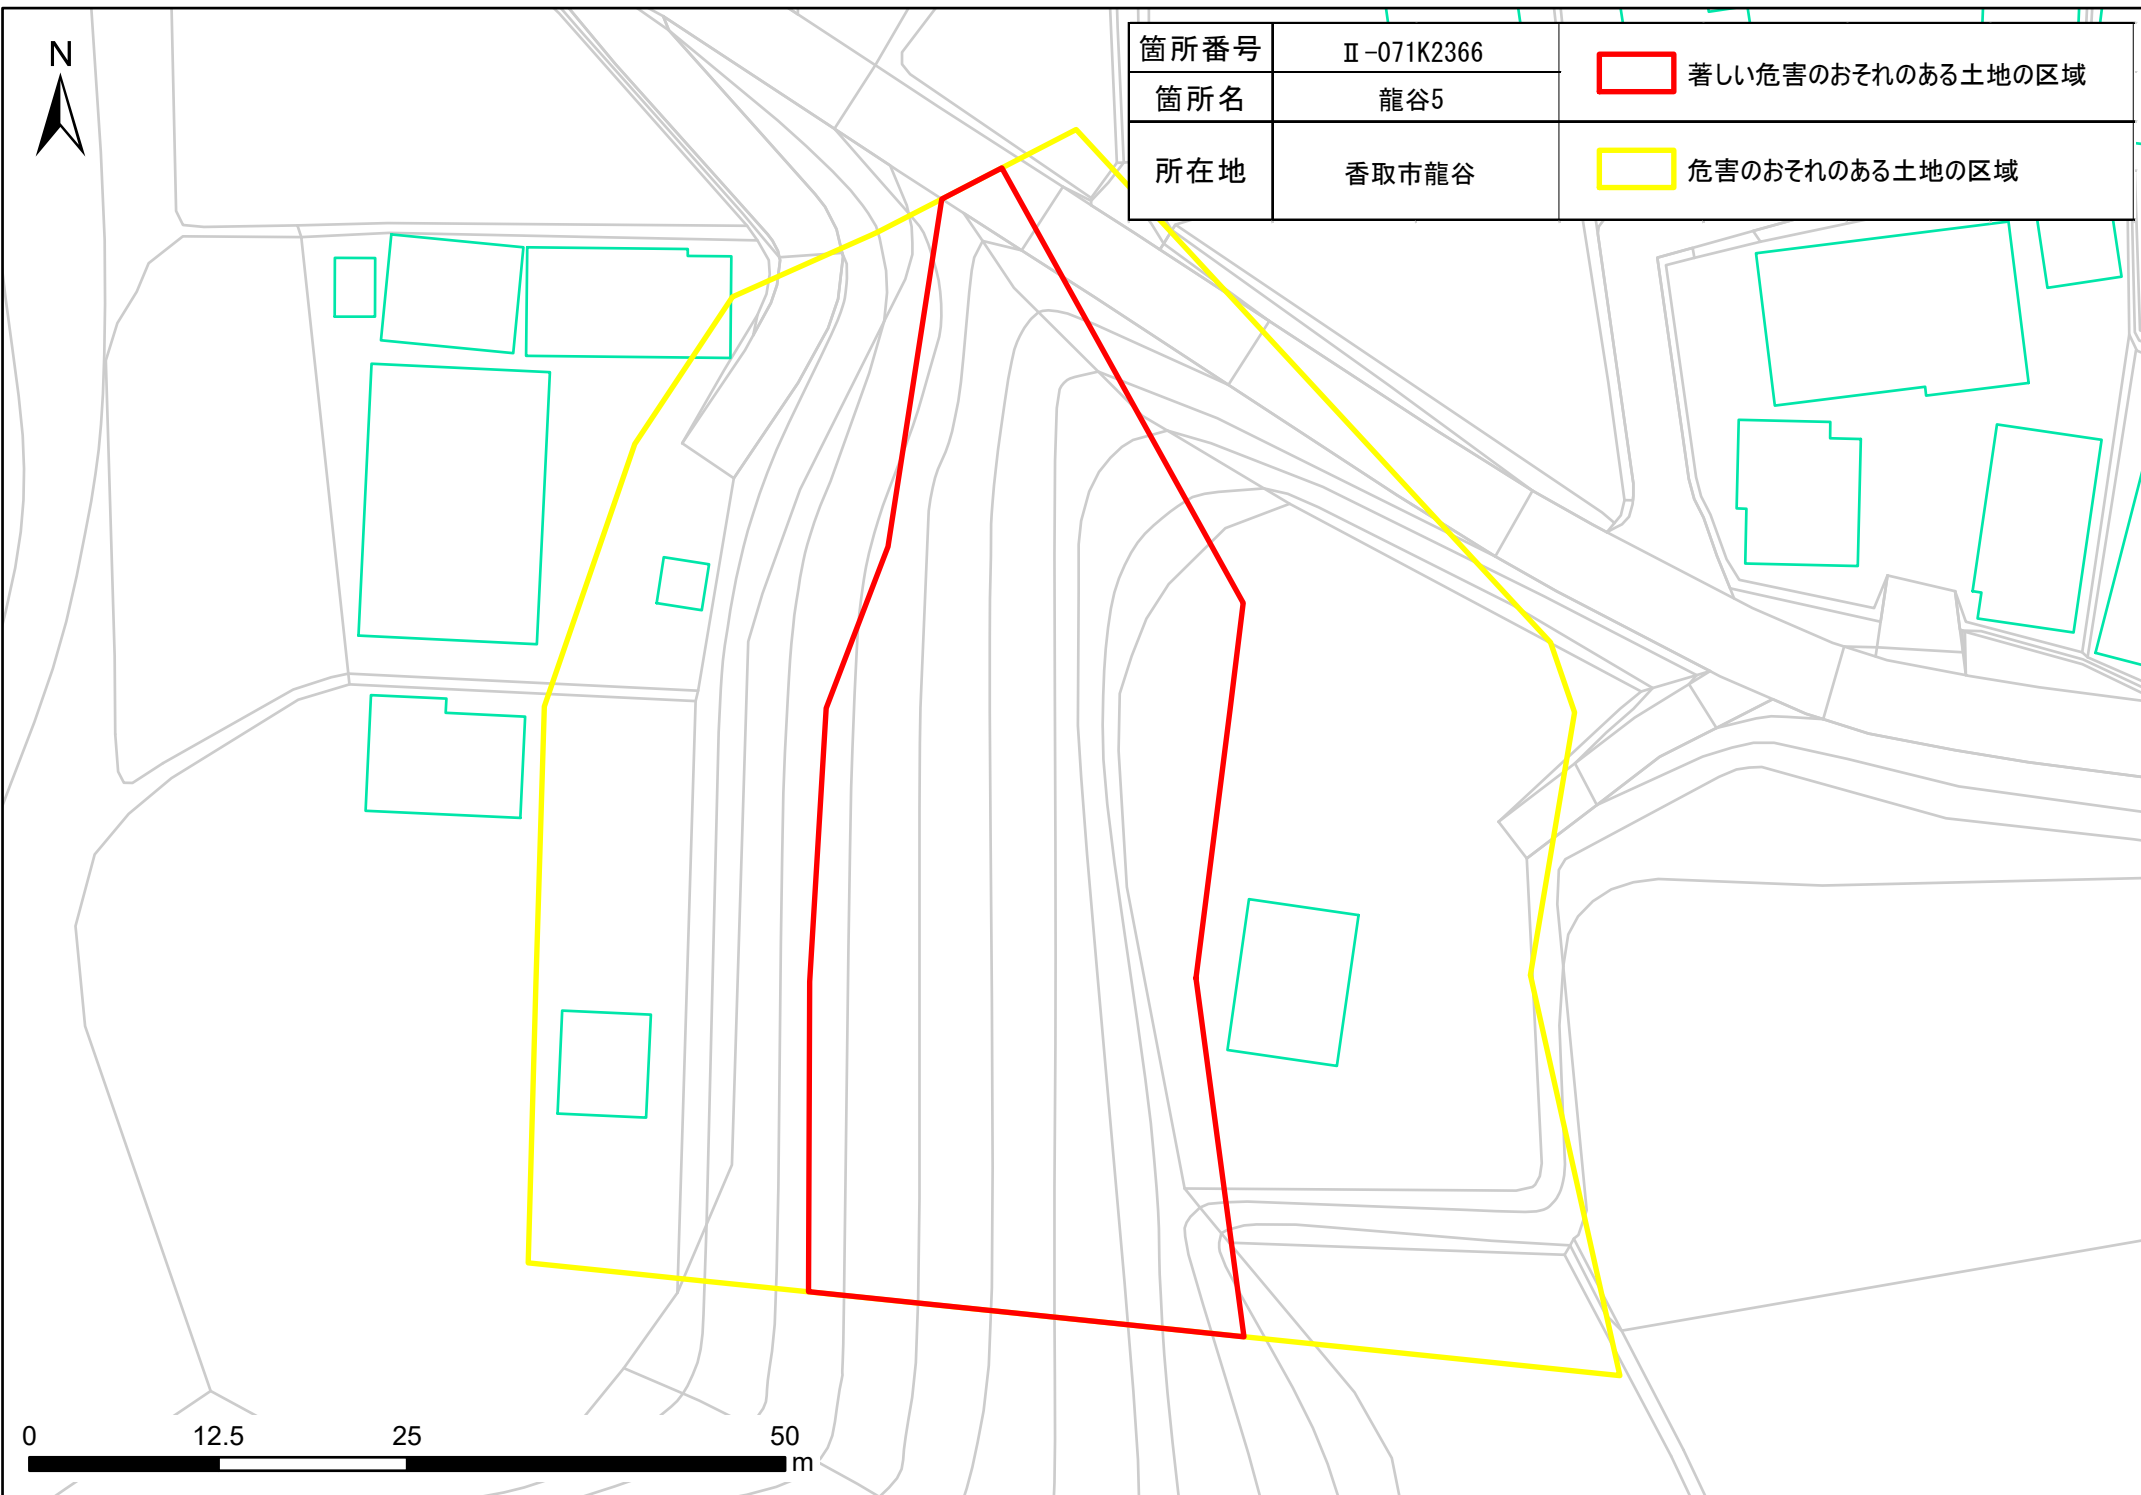 N
箇所番号 Ⅱ-071K2366
箇所名 龍谷5
所在地 香取市龍谷
著しい危害のおそれのある土地の区域
危害のおそれのある土地の区域
0 12.5 25 50
m